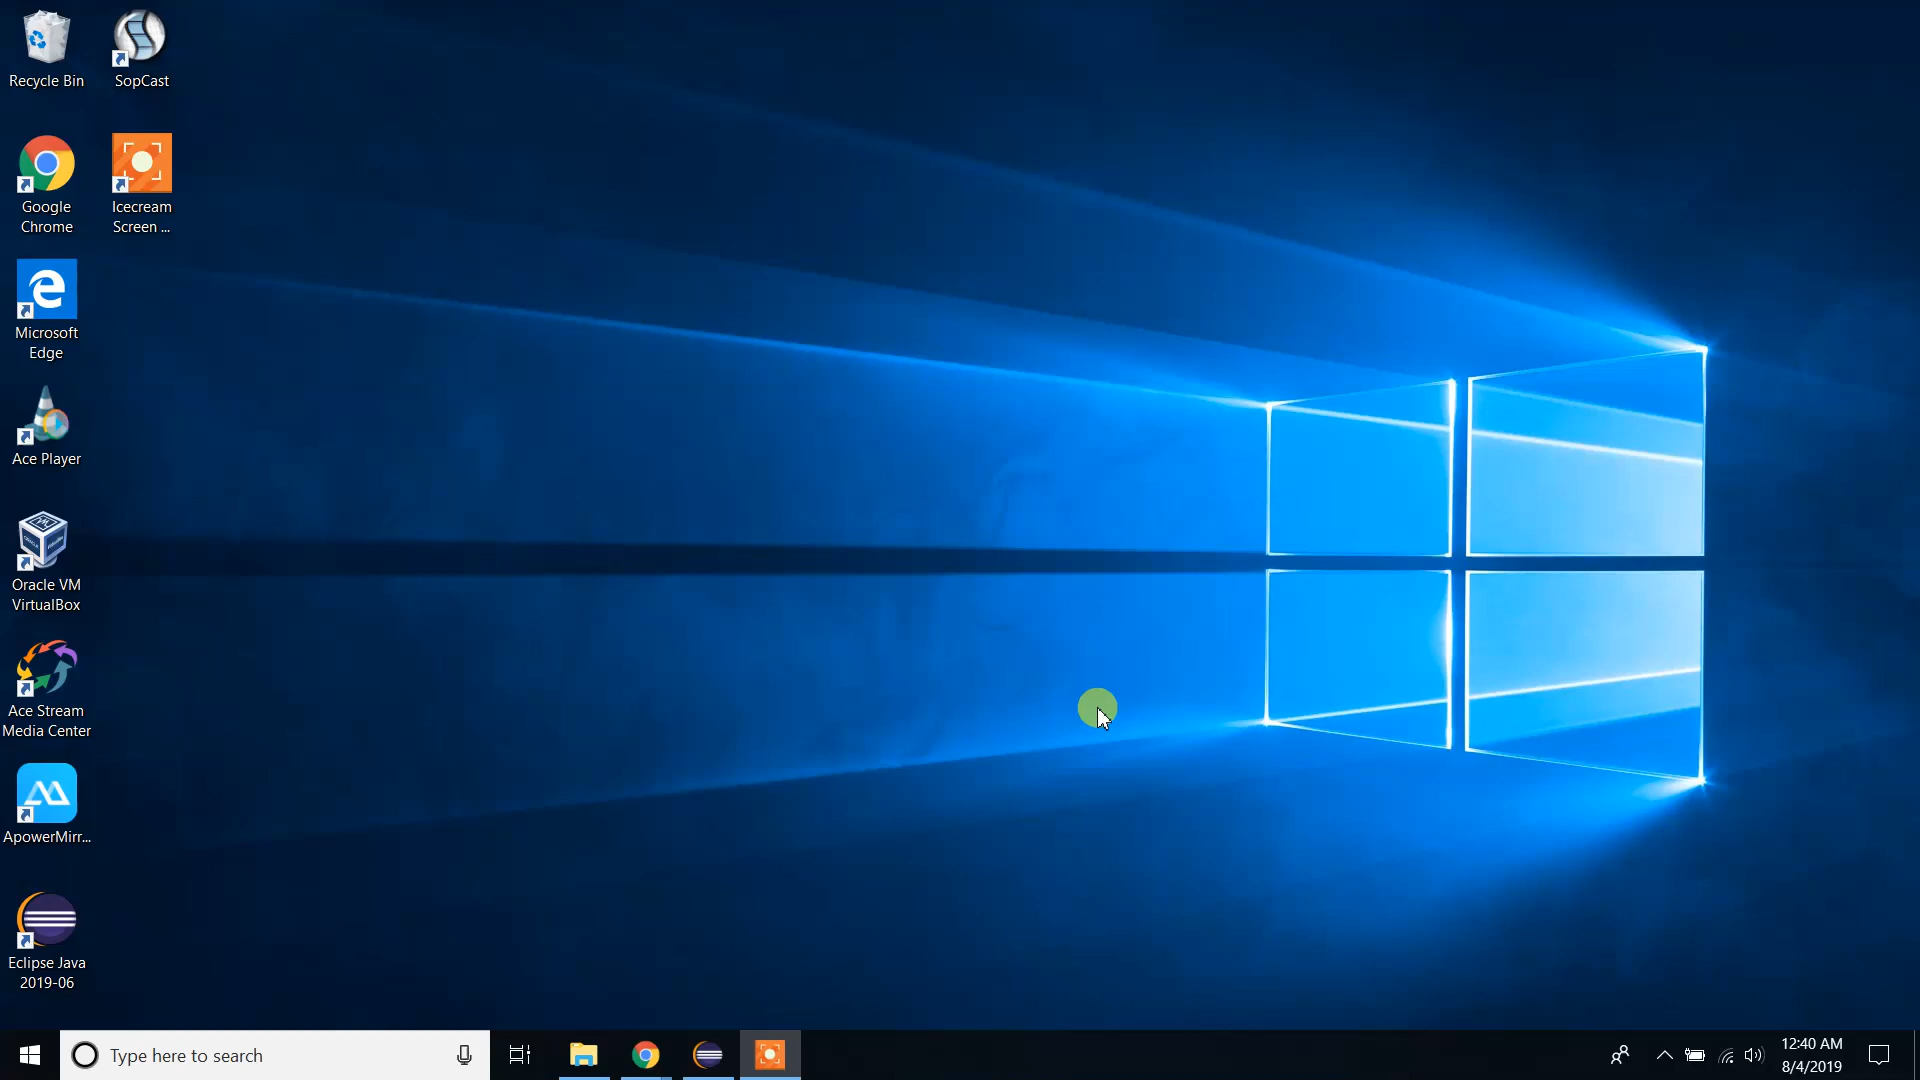 Recycle Bin
SopCast
Google
Chrome
Icecream
Screen ...
Microsoft
Edge
Ace Player
Oracle VM
VirtualBox
Ace Stream
Media Center
ApowerMirr...
Eclipse Java
2019-06
Type here to search
12:40 AM
8/4/2019